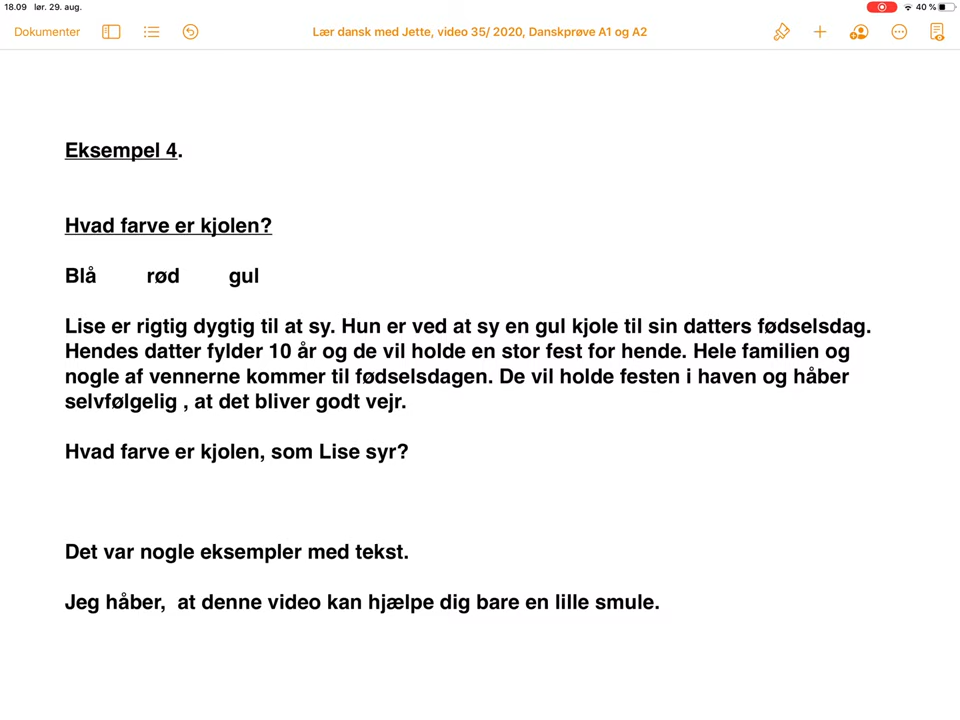 18.09 lør. 29. aug.
40 %
Dokumenter
Lær dansk med Jette, video 35/ 2020, Danskprøve A1 og A2
Eksempel 4.
Hvad farve er kjolen?
Blå rød gul
Lise er rigtig dygtig til at sy. Hun er ved at sy en gul kjole til sin datters fødselsdag.
Hendes datter fylder 10 år og de vil holde en stor fest for hende. Hele familien og
nogle af vennerne kommer til fødselsdagen. De vil holde festen i haven og håber
selvfølgelig , at det bliver godt vejr.
Hvad farve er kjolen, som Lise syr?
Det var nogle eksempler med tekst.
Jeg håber,  at denne video kan hjælpe dig bare en lille smule.